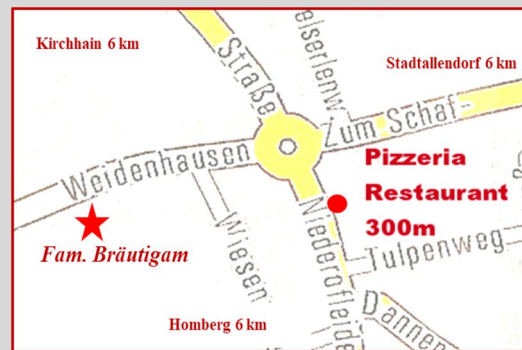 Kirchhain 6 km
Straße
Stadtallendorf 6 km
Zum Schaf-
Weidenhausen
Pizzeria
Restaurant
300m
Fam. Bräutigam
Wiesen
Tulpenweg
Homberg 6 km
Dannen